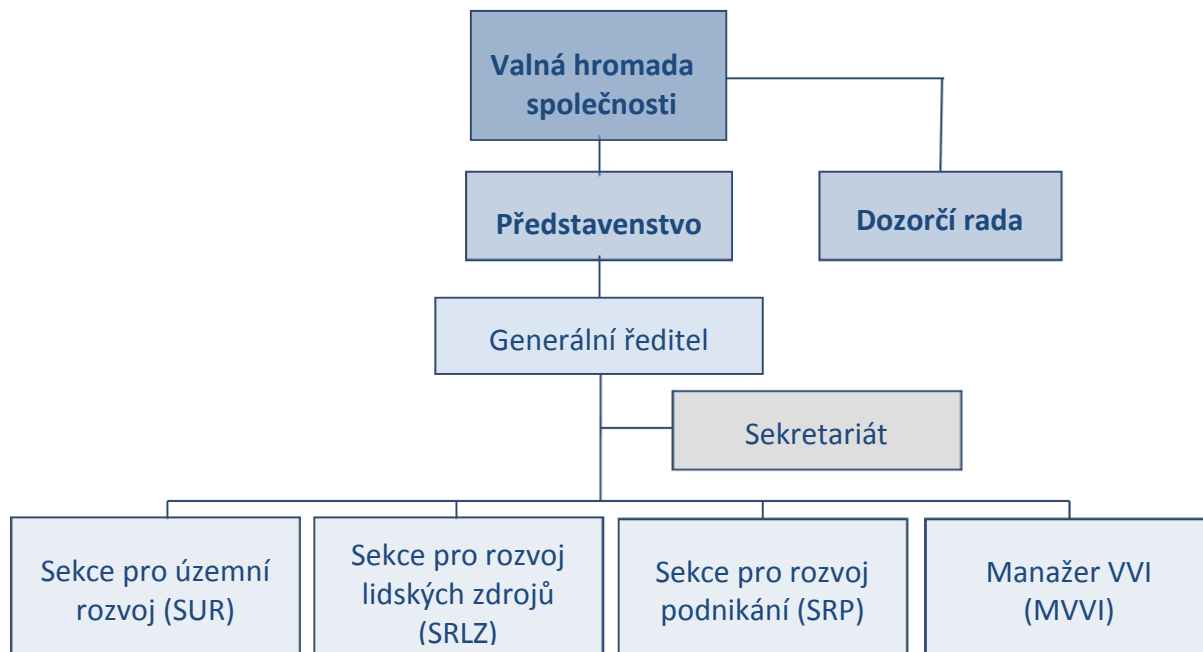 Valná hromada
společnosti
Představenstvo
Dozorčí rada
Generální ředitel
Sekretariát
Sekce pro územní
rozvoj (SUR)
Sekce pro rozvoj
lidských zdrojů
(SRLZ)
Sekce pro rozvoj
podnikání (SRP)
Manažer VVI
(MVVI)